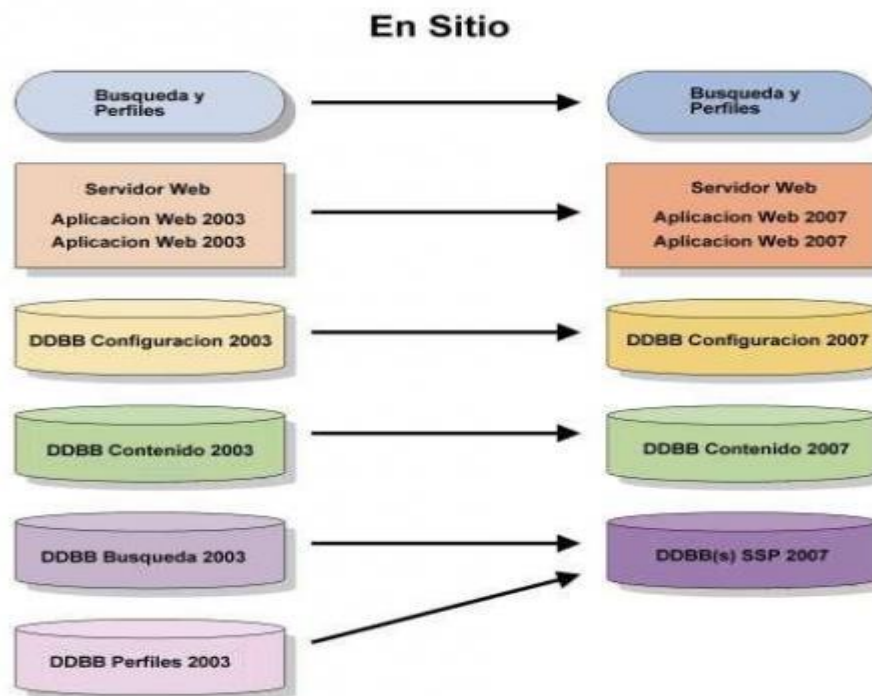 En Sitio
Busqueda y
Perfiles
Busqueda y
Perfiles
Servidor Web
Aplicacion Web 2003
Aplicacion Web 2003
Servidor Web
Aplicacion Web 2007
Aplicacion Web 2007
DDBB Configuracion 2003
DDBB Configuracion 2007
DDBB Contenido 2003
DDBB Contenido 2007
DDBB Busqueda 2003
DDBB(s) SSP 2007
DDBB Perfiles 2003